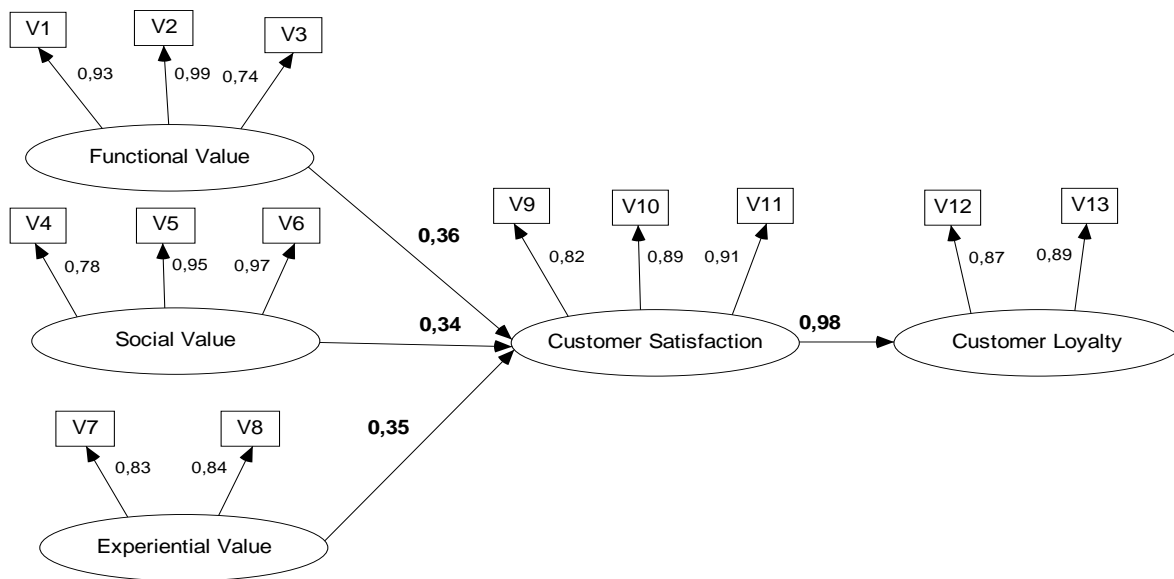 V1
V2
V3
0,93
0,99
0,74
Functional Value
V4
V5
V6
0,78
0,95
0,97
Social Value
V7
V8
0,83
0,84
Experiential Value
0,36
0,34
0,35
V9
V10
V11
0,82
0,89
0,91
Customer Satisfaction
0,98
V12
V13
0,87
0,89
Customer Loyalty